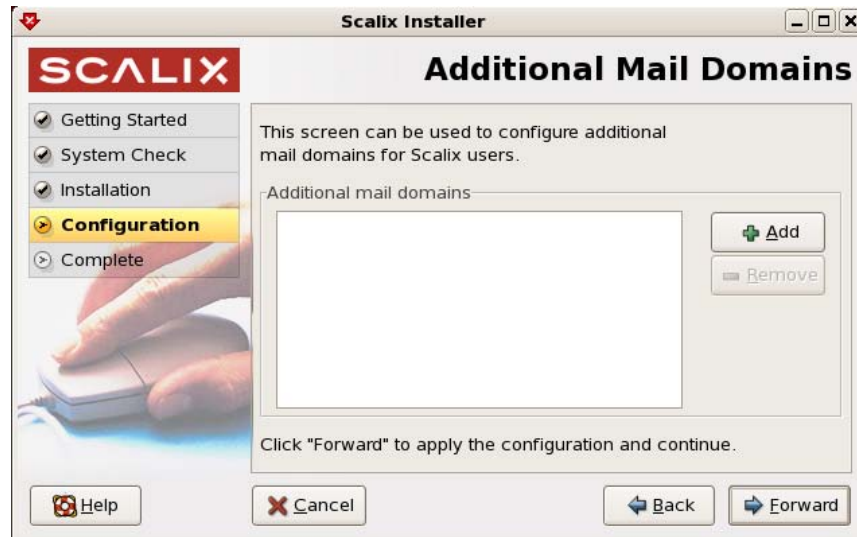 Scalix Installer
SCALIX
Additional Mail Domains
Getting Started
System Check
Installation
Configuration
Complete
This screen can be used to configure additional
mail domains for Scalix users.
Additional mail domains
Add
Remove
Click "Forward" to apply the configuration and continue.
Help
Cancel
Back
Forward